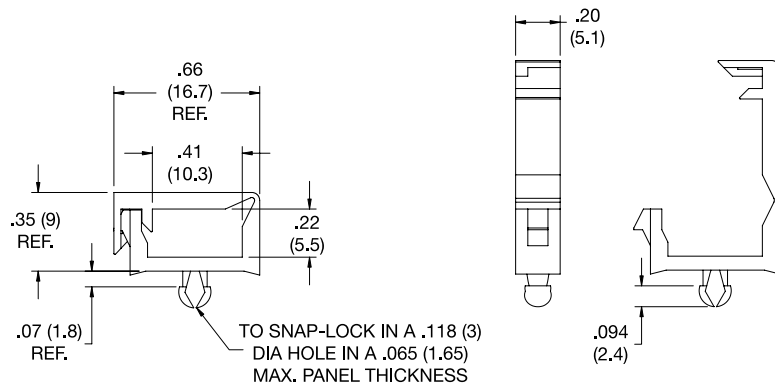 .66
(16.7)
REF.
.41
(10.3)
.35 (9)
REF.
.22
(5.5)
.07 (1.8)
REF.
TO SNAP-LOCK IN A .118 (3)
DIA HOLE IN A .065 (1.65)
MAX. PANEL THICKNESS
.20
(5.1)
.094
(2.4)